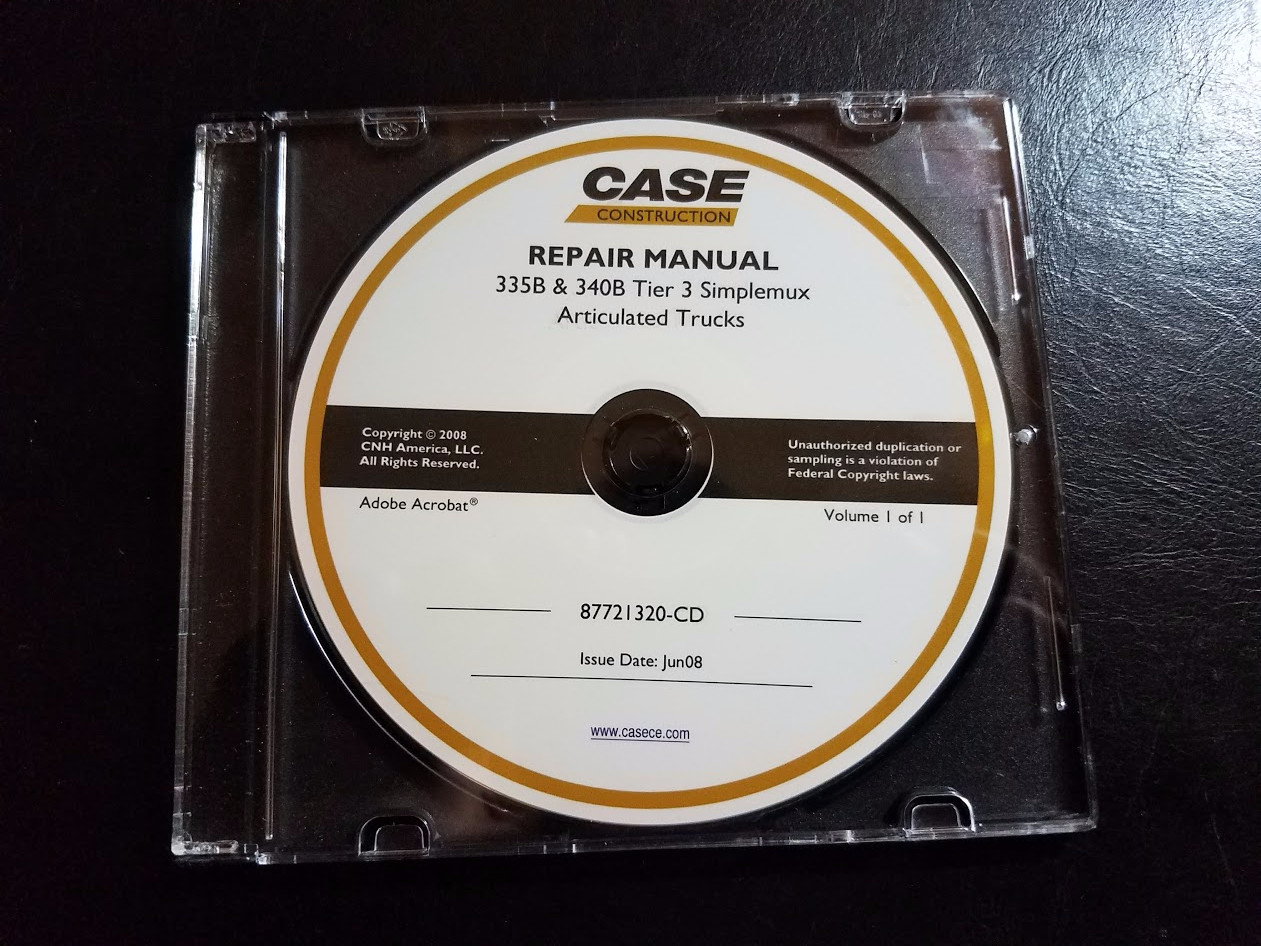 CASE
CONSTRUCTION
REPAIR MANUAL
335B & 340B Tier 3 Simplemux
Articulated Trucks
Copyright © 2008
CNH America, LLC.
All Rights Reserved.
Unauthorized duplication or
sampling is a violation of
Federal Copyright laws.
Adobe Acrobat®
Volume 1 of 1
87721320-CD
Issue Date: Jun08
www.casece.com